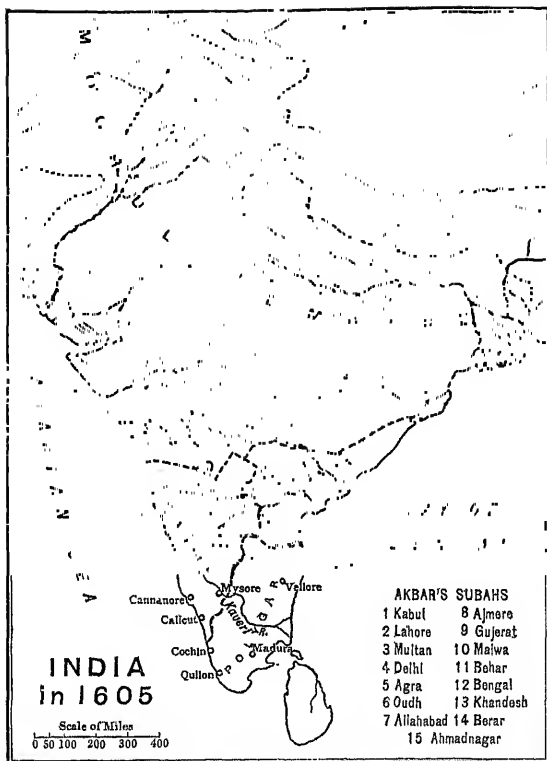 Mysore
Vellore
Cannanore
Calicut
Kaveri R.
Cochin
Madura
Quilon
INDIA
in 1605
Scale of Miles
0 50 100 200 300 400
AKBAR'S SUBAHS
1 Kabul 8 Ajmere
2 Lahore 9 Gujerat
3 Multan 10 Malwa
4 Delhi 11 Behar
5 Agra 12 Bengal
6 Oudh 13 Khandesh
7 Allahabad 14 Berar
15 Ahmadnagar